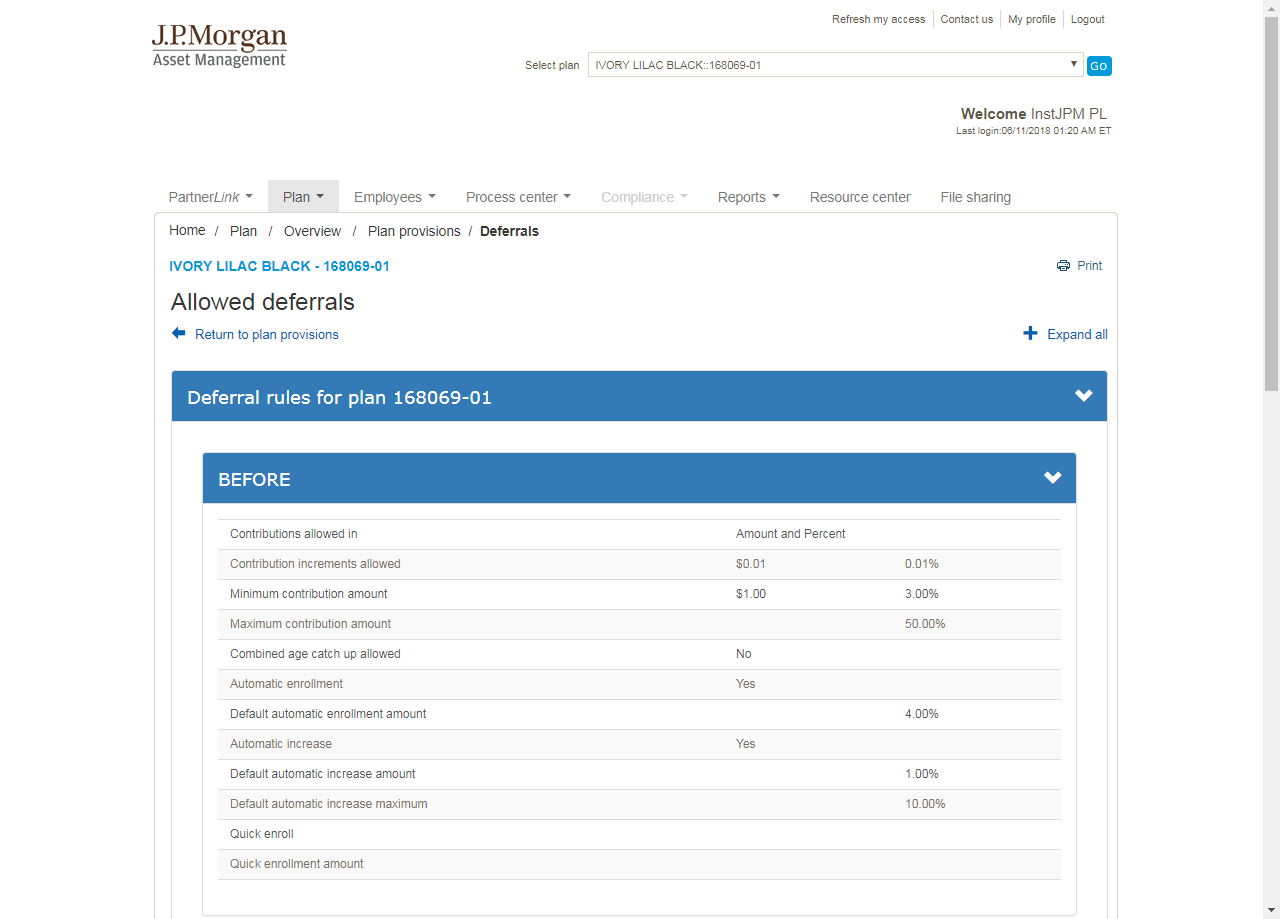 J.P.Morgan
Asset Management
Refresh my access Contact us My profile Logout
Select plan IVORY LILAC BLACK::168069-01 Go
Welcome InstJPM PL
Last login:06/11/2018 01:20 AM ET
PartnerLink Plan Employees Process center Compliance Reports Resource center File sharing
Home / Plan / Overview / Plan provisions / Deferrals
IVORY LILAC BLACK - 168069-01 Print
Allowed deferrals
Return to plan provisions Expand all
Deferral rules for plan 168069-01
BEFORE
Contributions allowed in Amount and Percent
Contribution increments allowed $0.01 0.01%
Minimum contribution amount $1.00 3.00%
Maximum contribution amount 50.00%
Combined age catch up allowed No
Automatic enrollment Yes
Default automatic enrollment amount 4.00%
Automatic increase Yes
Default automatic increase amount 1.00%
Default automatic increase maximum 10.00%
Quick enroll
Quick enrollment amount